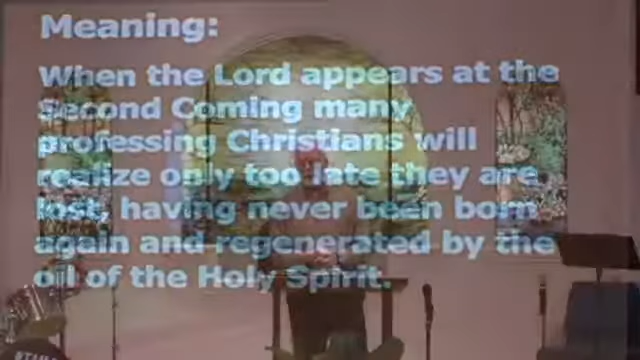 Meaning:
When the Lord appears at the
Second Coming many
professing Christians will
realize only too late they are
lost, having never been born
again and regenerated by the
oil of the Holy Spirit.